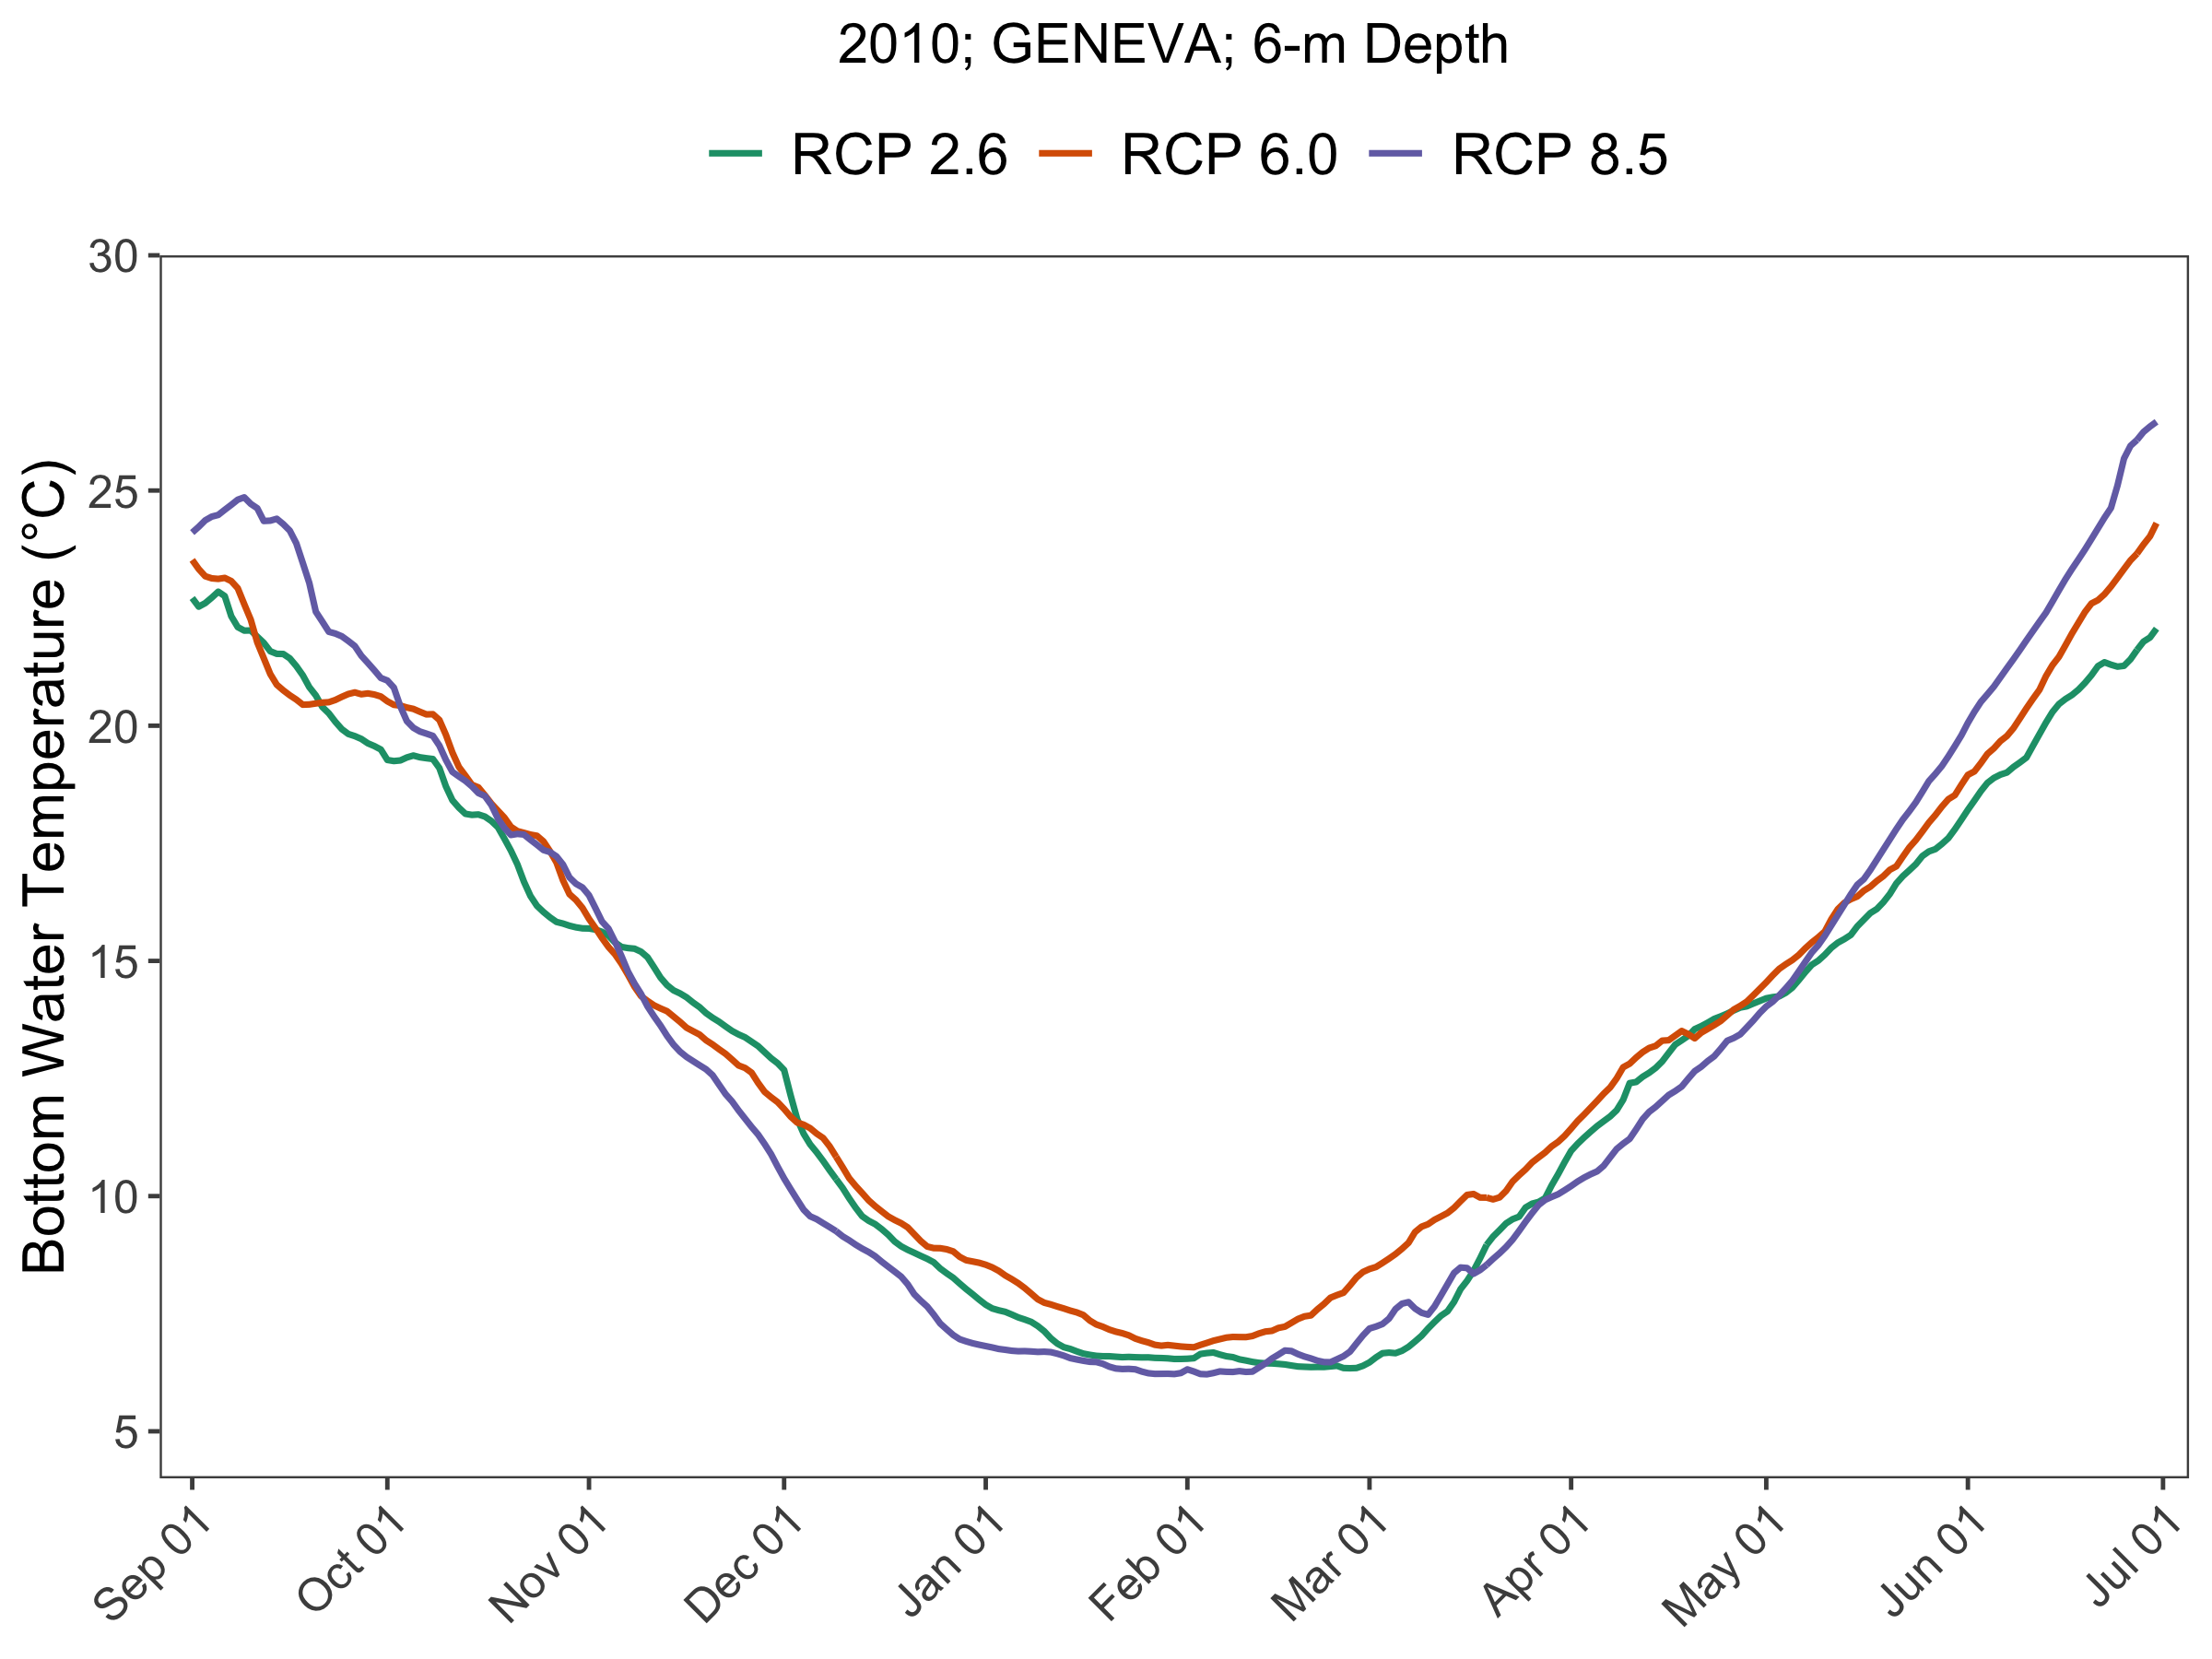 2010; GENEVA; 6-m Depth
RCP 2.6 RCP 6.0 RCP 8.5
Bottom Water Temperature (°C)
30
25
20
15
10
5
Sep 01
Oct 01
Nov 01
Dec 01
Jan 01
Feb 01
Mar 01
Apr 01
May 01
Jun 01
Jul 01